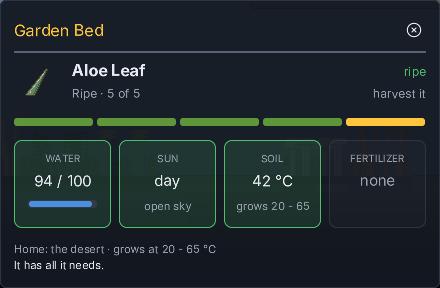 Garden Bed
Aloe Leaf
ripe
Ripe · 5 of 5
harvest it
WATER
94 / 100
SUN
day
open sky
SOIL
42 °C
grows 20 - 65
FERTILIZER
none
Home: the desert · grows at 20 - 65 °C
It has all it needs.